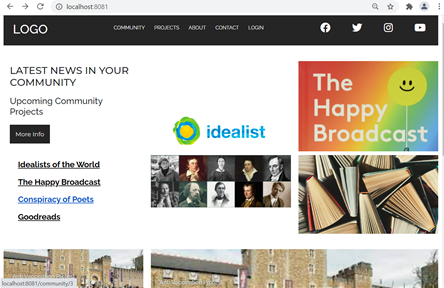 localhost:8081
LOGO
COMMUNITY PROJECTS ABOUT CONTACT LOGIN
LATEST NEWS IN YOUR
COMMUNITY
Upcoming Community
Projects
More Info
Idealists of the World
The Happy Broadcast
Conspiracy of Poets
Goodreads
idealist
The
Happy
Broadcast
localhost:8081/community/3